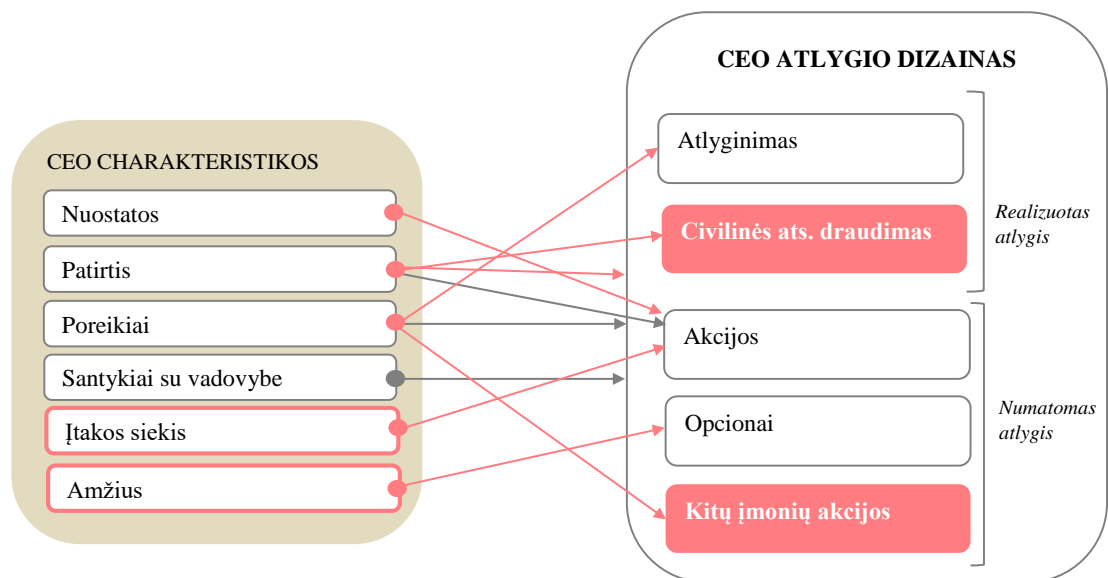 CEO CHARAKTERISTIKOS
Nuostatos
Patirtis
Poreikiai
Santykiai su vadovybe
Įtakos siekis
Amžius
CEO ATLYGIO DIZAINAS
Atlyginimas
Civilinės ats. draudimas
Akcijos
Opcionai
Kitų įmonių akcijos
Realizuotas
atlygis
Numatomas
atlygis